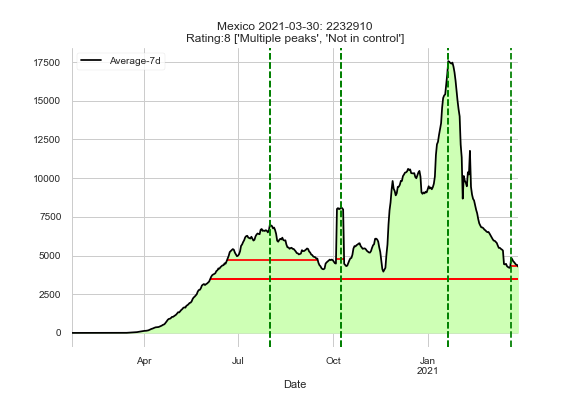 Mexico 2021-03-30: 2232910
Rating:8 ['Multiple peaks', 'Not in control']
Average-7d
17500
15000
12500
10000
7500
5000
2500
0
Apr
Jul
Oct
Jan
2021
Date